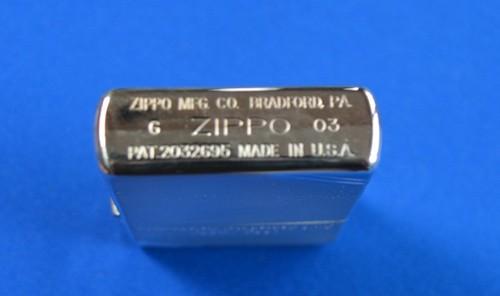 ZIPPO MFG. CO. BRADFORD, PA.
G ZIPPO 03
PAT. 2032695 MADE IN U.S.A.